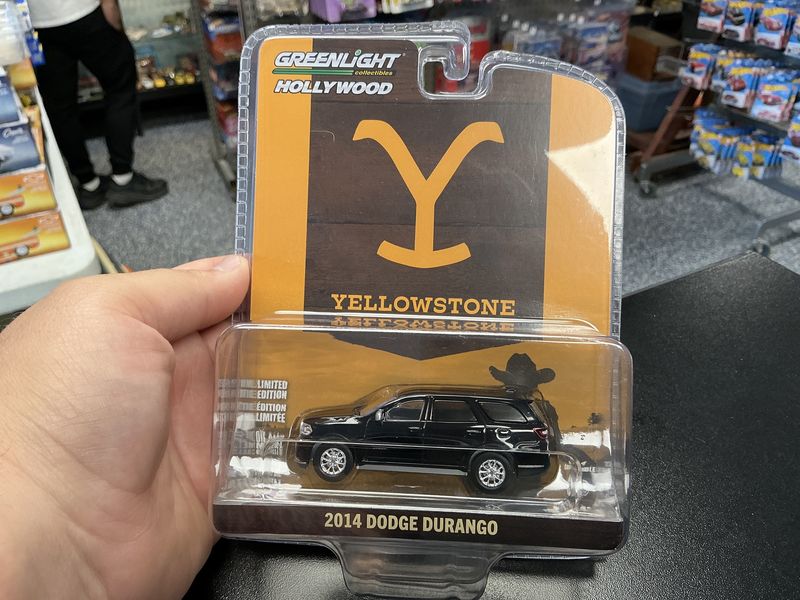 GREENLIGHT
collectibles
HOLLYWOOD
YELLOWSTONE
LIMITED
EDITION
ÉDITION
LIMITÉE
2014 DODGE DURANGO